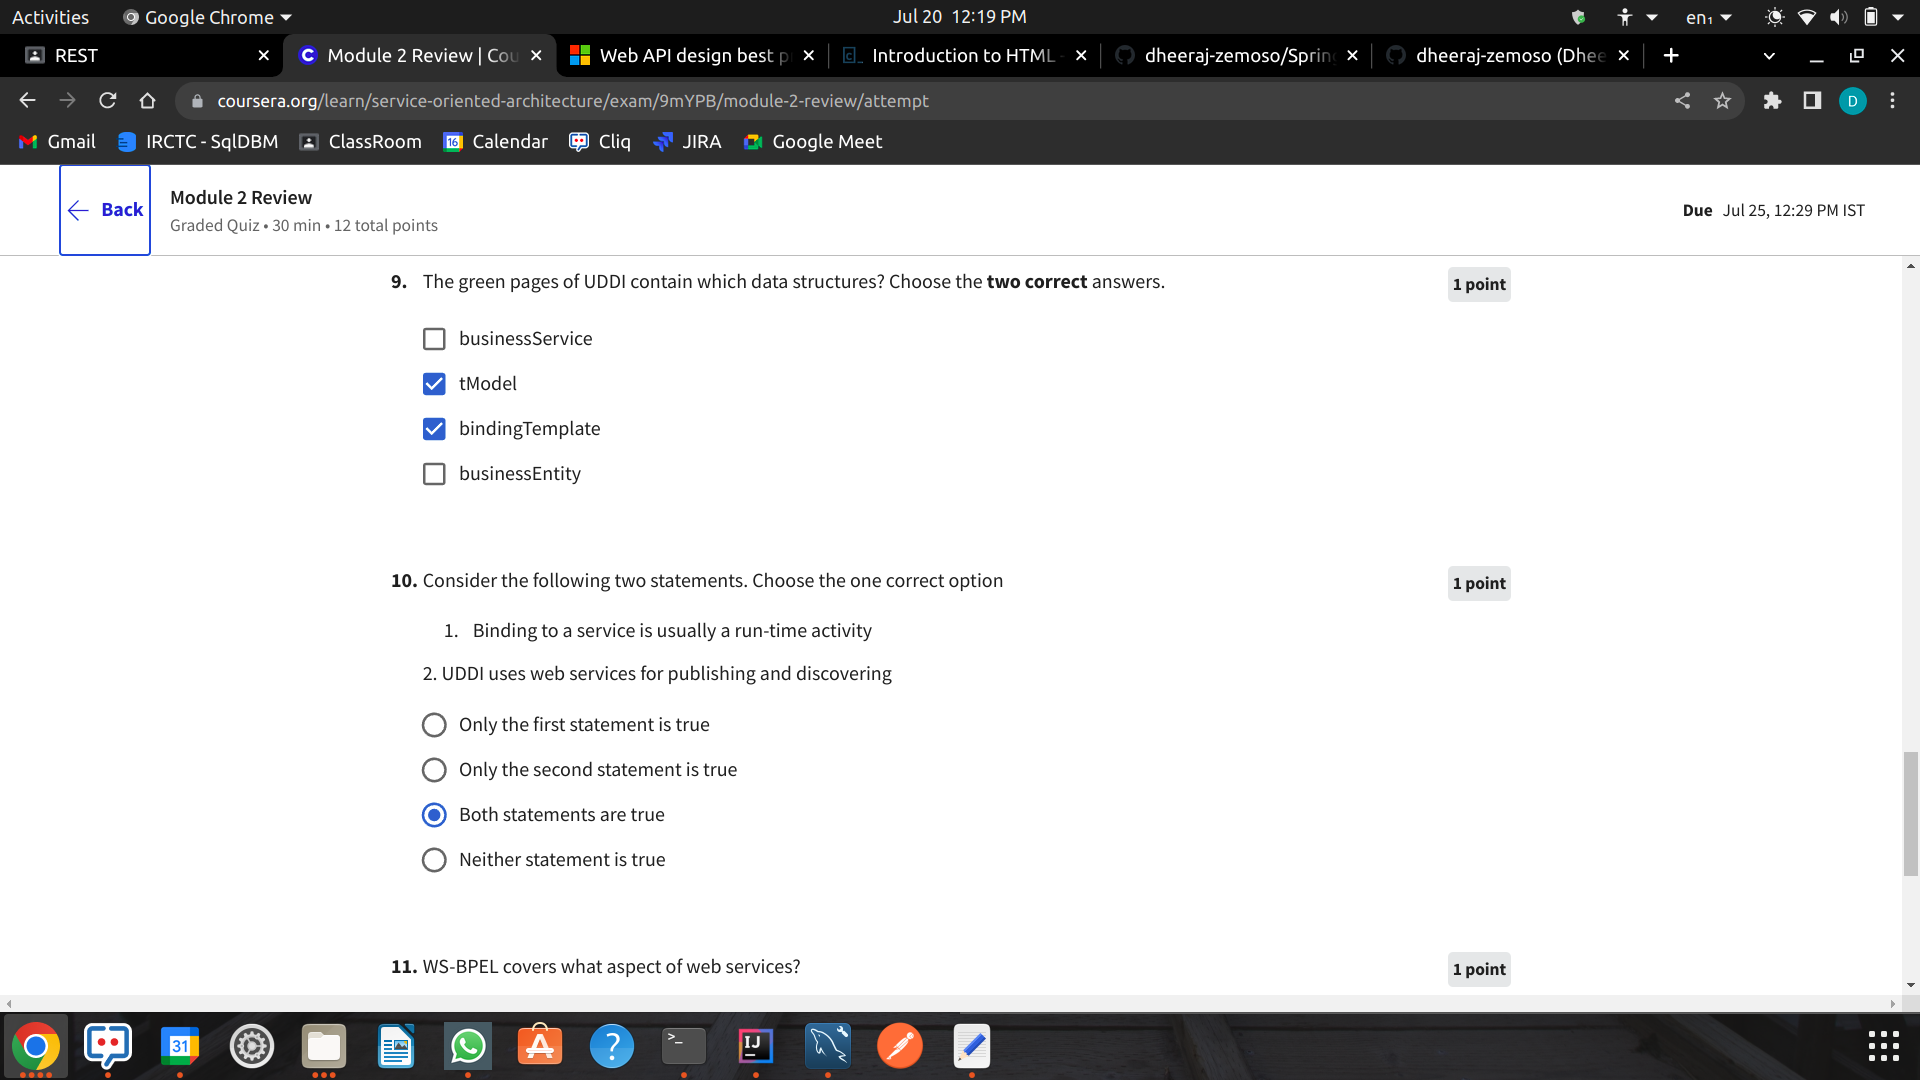 Activities
Google Chrome
Jul 20 12:19 PM
en₁
REST
Module 2 Review | Cou
Web API design best p
Introduction to HTML
dheeraj-zemoso/Spring
dheeraj-zemoso (Dhee
coursera.org/learn/service-oriented-architecture/exam/9mYPB/module-2-review/attempt
D
Gmail
IRCTC - SqlDBM
ClassRoom
16
Calendar
Cliq
JIRA
Google Meet
Back
Module 2 Review
Graded Quiz • 30 min • 12 total points
Due Jul 25, 12:29 PM IST
9. The green pages of UDDI contain which data structures? Choose the two correct answers.
1 point
businessService
tModel
bindingTemplate
businessEntity
10. Consider the following two statements. Choose the one correct option
1 point
1. Binding to a service is usually a run-time activity
2. UDDI uses web services for publishing and discovering
Only the first statement is true
Only the second statement is true
Both statements are true
Neither statement is true
11. WS-BPEL covers what aspect of web services?
1 point
31
IJ